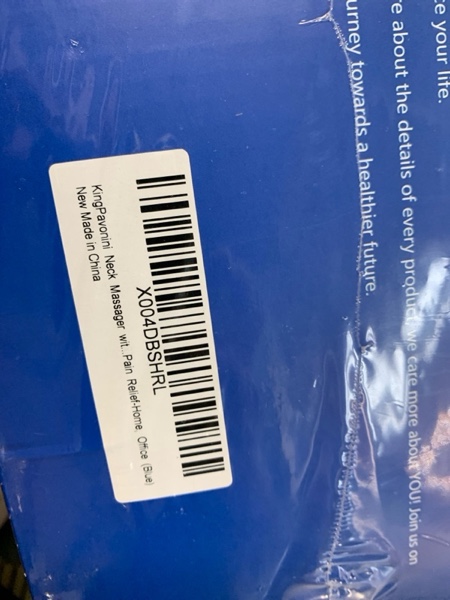 ce your life.
re about the details of every product, we care more about YOU! Join us on
urney towards a healthier future.
X004DBSHRL
KingPavonini Neck Massager wit...Pain Relief-Home, Office (Blue)
New Made in China